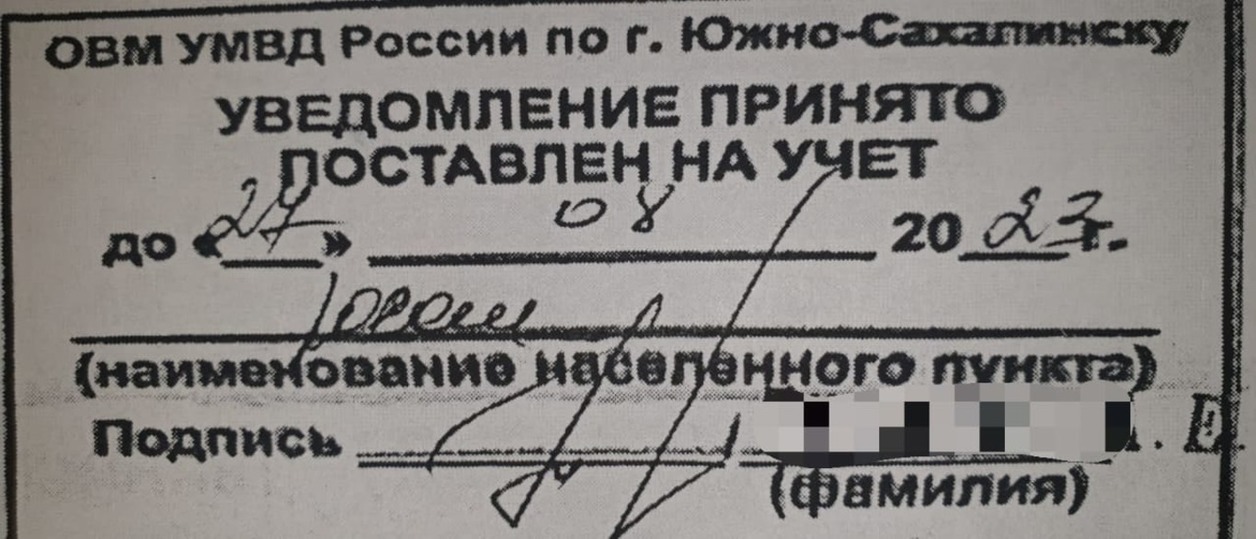 ОВМ УМВД России по г. Южно-Сахалинску
УВЕДОМЛЕНИЕ ПРИНЯТО
ПОСТАВЛЕН НА УЧЕТ
до «27» 08 2023г.
(наименование населенного пункта)
Подпись
(фамилия)